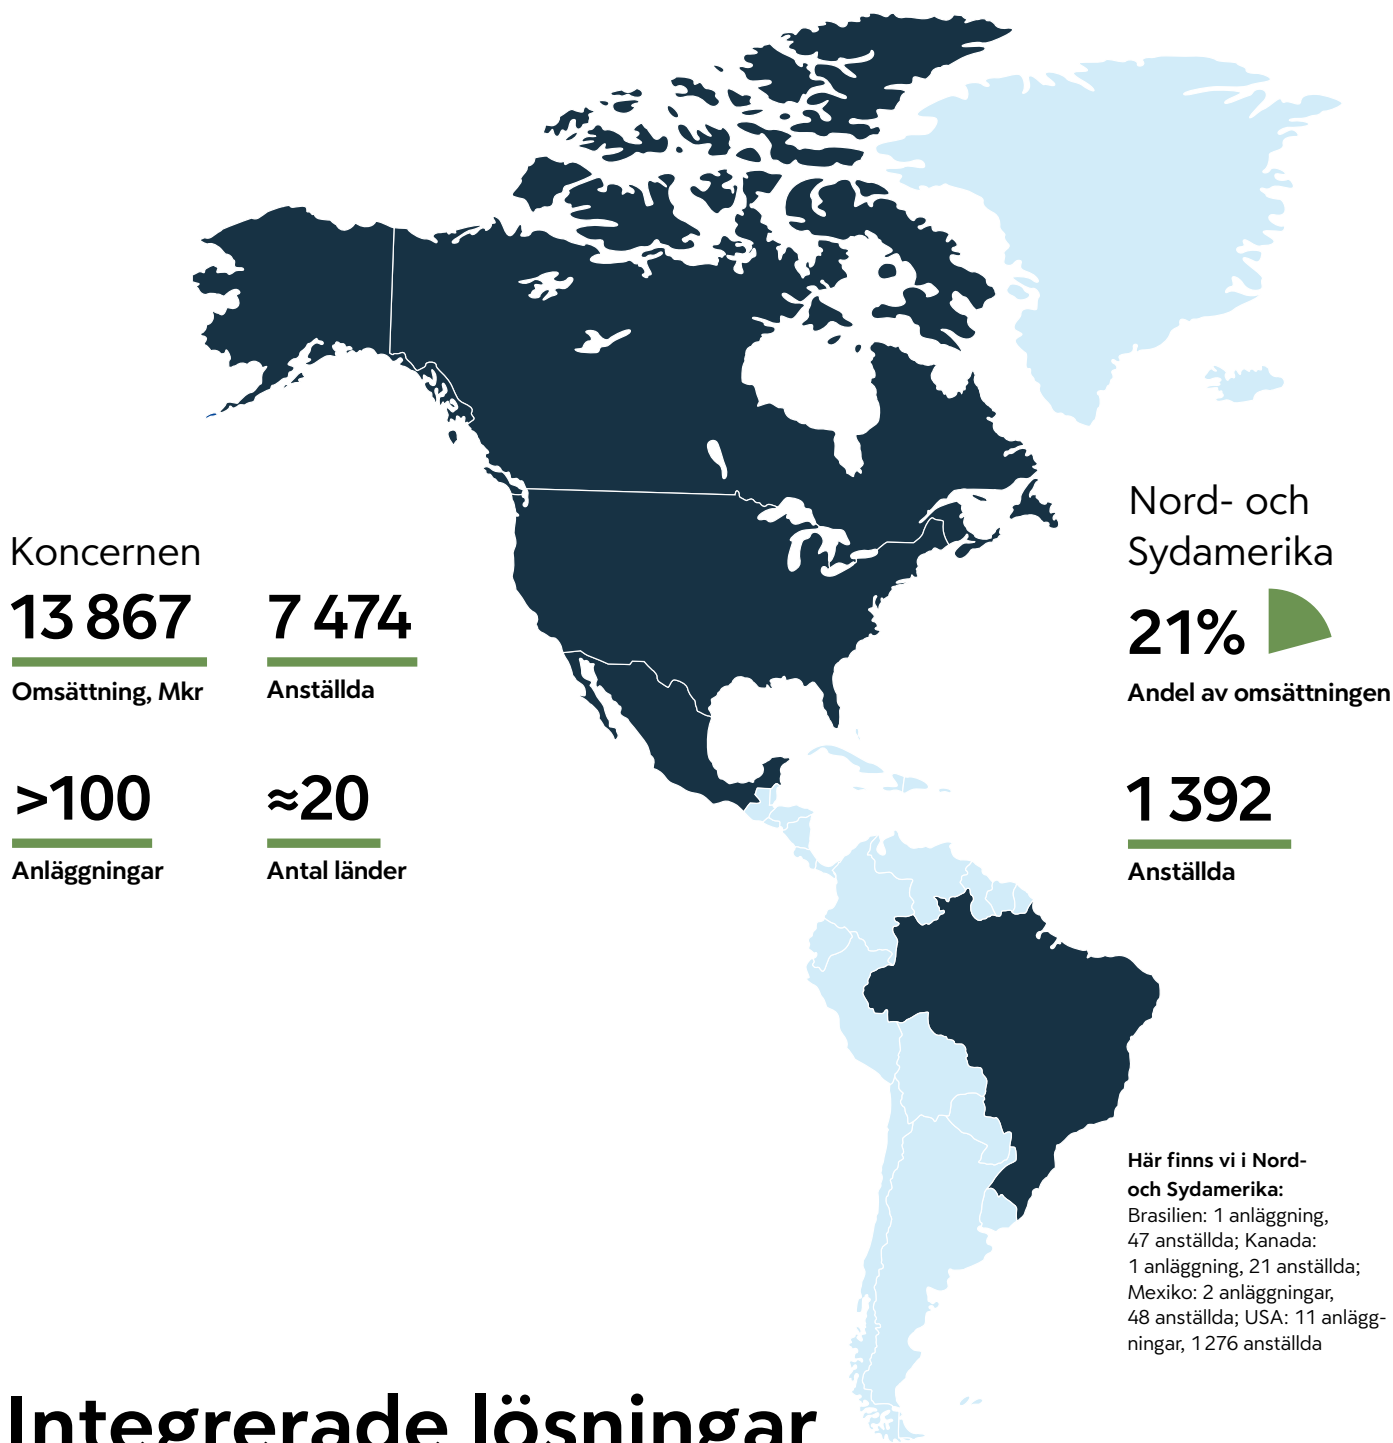 Koncernen
13 867
Omsättning, Mkr
7 474
Anställda
>100
Anläggningar
≈20
Antal länder
Nord- och
Sydamerika
21%
Andel av omsättningen
1 392
Anställda
Här finns vi i Nord-
och Sydamerika:
Brasilien: 1 anläggning,
47 anställda; Kanada:
1 anläggning, 21 anställda;
Mexiko: 2 anläggningar,
48 anställda; USA: 11 anlägg-
ningar, 1 276 anställda
Integrerade lösningar